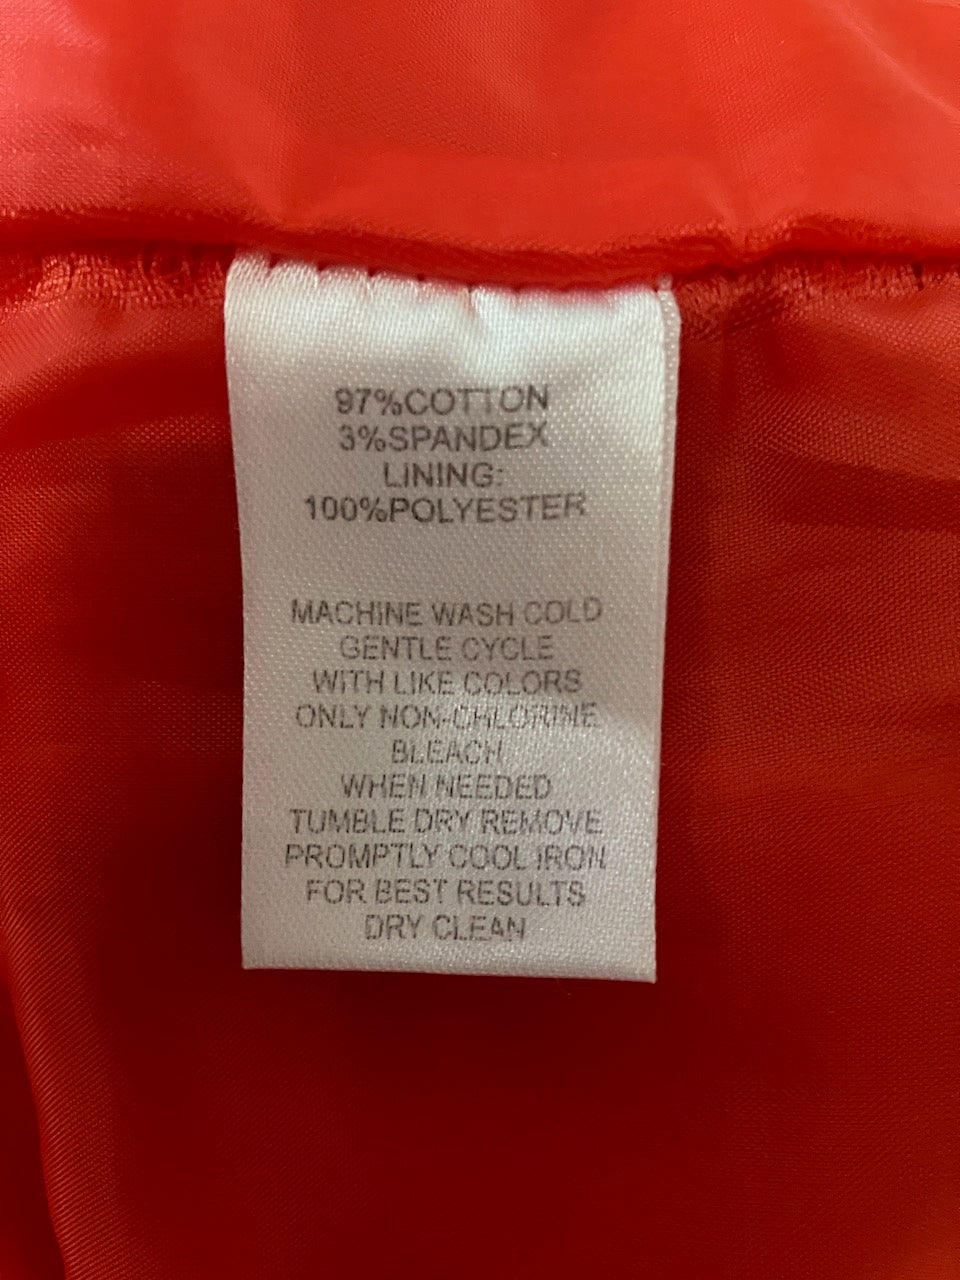 97%COTTON
3%SPANDEX
LINING:
100%POLYESTER
MACHINE WASH COLD
GENTLE CYCLE
WITH LIKE COLORS
ONLY NON-CHLORINE
BLEACH
WHEN NEEDED
TUMBLE DRY REMOVE
PROMPTLY COOL IRON
FOR BEST RESULTS
DRY CLEAN